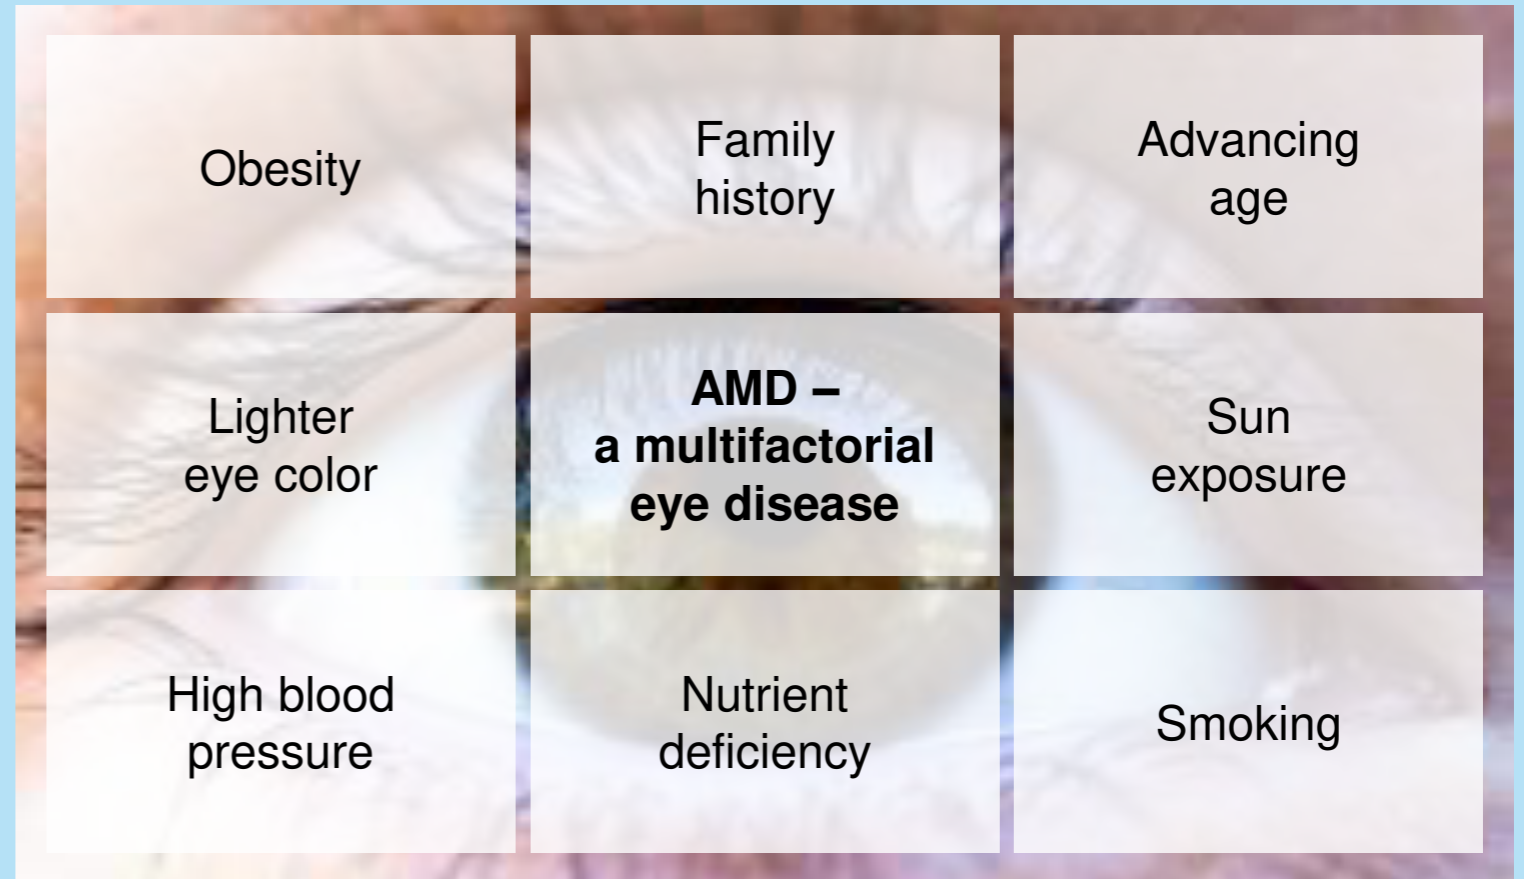 Obesity
Family
history
Advancing
age
Lighter
eye color
AMD –
a multifactorial
eye disease
Sun
exposure
High blood
pressure
Nutrient
deficiency
Smoking